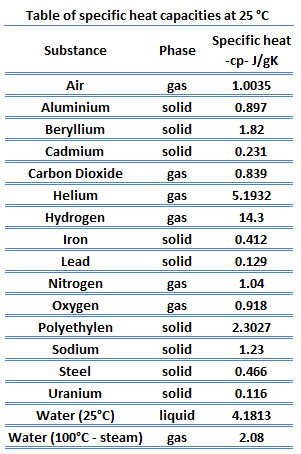 Table of specific heat capacities at 25 °C
Substance Phase Specific heat
-cp- J/gK
Air gas 1.0035
Aluminium solid 0.897
Beryllium solid 1.82
Cadmium solid 0.231
Carbon Dioxide gas 0.839
Helium gas 5.1932
Hydrogen gas 14.3
Iron solid 0.412
Lead solid 0.129
Nitrogen gas 1.04
Oxygen gas 0.918
Polyethylen solid 2.3027
Sodium solid 1.23
Steel solid 0.466
Uranium solid 0.116
Water (25°C) liquid 4.1813
Water (100°C - steam) gas 2.08